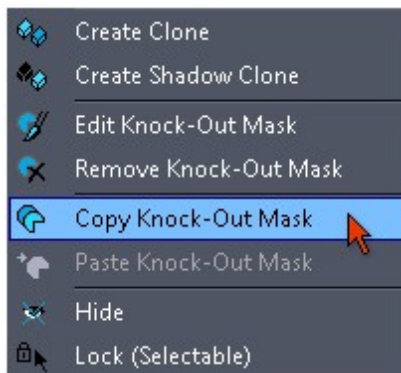 Create Clone
Create Shadow Clone
Edit Knock-Out Mask
Remove Knock-Out Mask
Copy Knock-Out Mask
Paste Knock-Out Mask
Hide
Lock (Selectable)